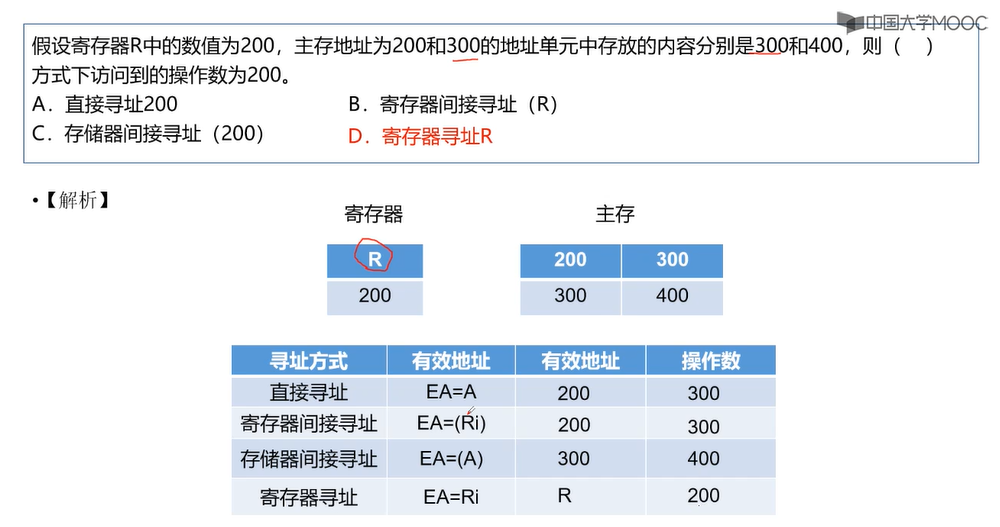 中国大学MOOC
假设寄存器R中的数值为200，主存地址为200和300的地址单元中存放的内容分别是300和400，则（ ）
方式下访问到的操作数为200。
A．直接寻址200 B．寄存器间接寻址（R）
C．存储器间接寻址（200） D．寄存器寻址R
•【解析】
寄存器 主存
R 200 300
200 300 400
寻址方式 有效地址 有效地址 操作数
直接寻址 EA=A 200 300
寄存器间接寻址 EA=(Ri) 200 300
存储器间接寻址 EA=(A) 300 400
寄存器寻址 EA=Ri R 200